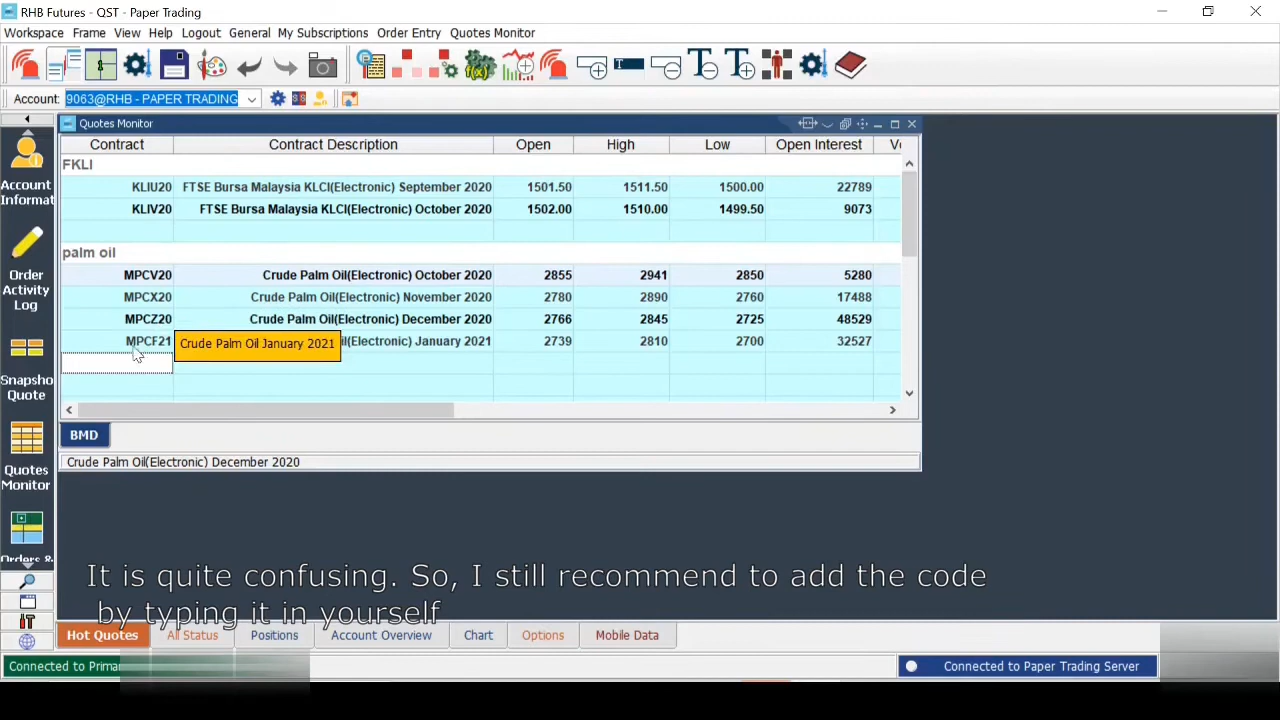 RHB Futures - QST - Paper Trading
Workspace Frame View Help Logout General My Subscriptions Order Entry Quotes Monitor
Account: 9063@RHB - PAPER TRADING
Quotes Monitor
Contract Contract Description Open High Low Open Interest
FKLI
KLIU20 FTSE Bursa Malaysia KLCI(Electronic) September 2020 1501.50 1511.50 1500.00 22789
KLIV20 FTSE Bursa Malaysia KLCI(Electronic) October 2020 1502.00 1510.00 1499.50 9073
palm oil
MPCV20 Crude Palm Oil(Electronic) October 2020 2855 2941 2850 5280
MPCX20 Crude Palm Oil(Electronic) November 2020 2780 2890 2760 17488
MPCZ20 Crude Palm Oil(Electronic) December 2020 2766 2845 2725 48529
MPCF21 il(Electronic) January 2021 2739 2810 2700 32527
Crude Palm Oil January 2021
BMD
Crude Palm Oil(Electronic) December 2020
Account
Informat
Order
Activity
Log
Snapsho
Quote
Quotes
Monitor
Orders &
It is quite confusing. So, I still recommend to add the code
by typing it in yourself
Hot Quotes All Status Positions Account Overview Chart Options Mobile Data
Connected to Prima
Connected to Paper Trading Server